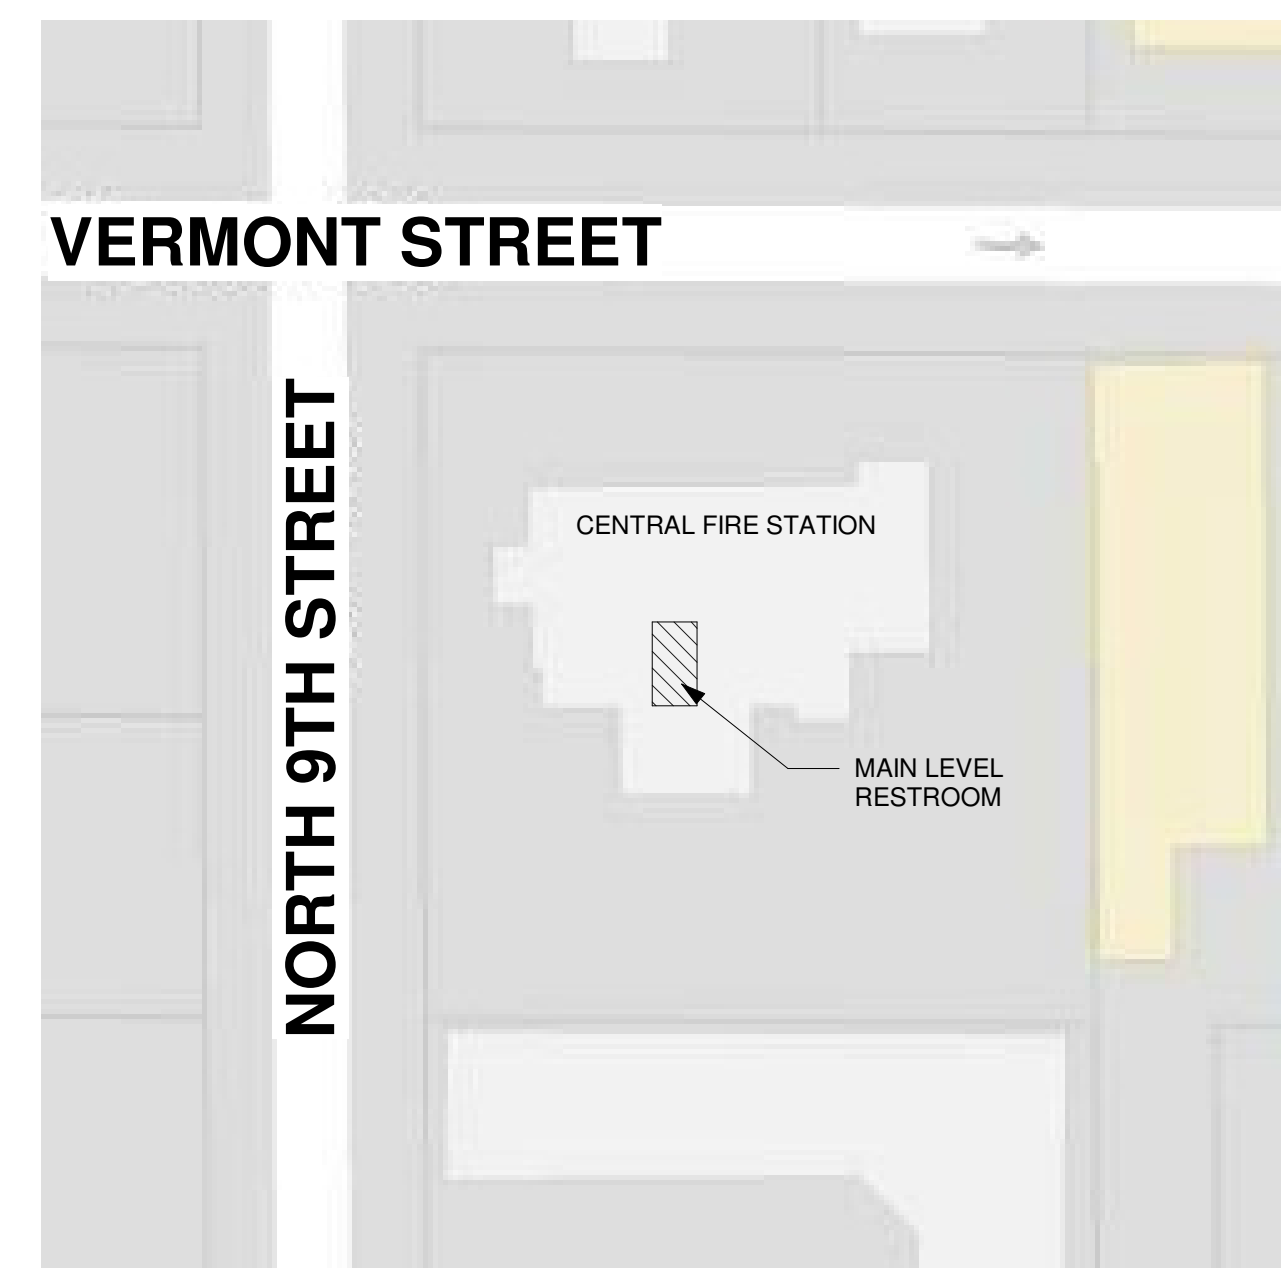 VERMONT STREET
NORTH 9TH STREET
CENTRAL FIRE STATION
MAIN LEVEL
RESTROOM